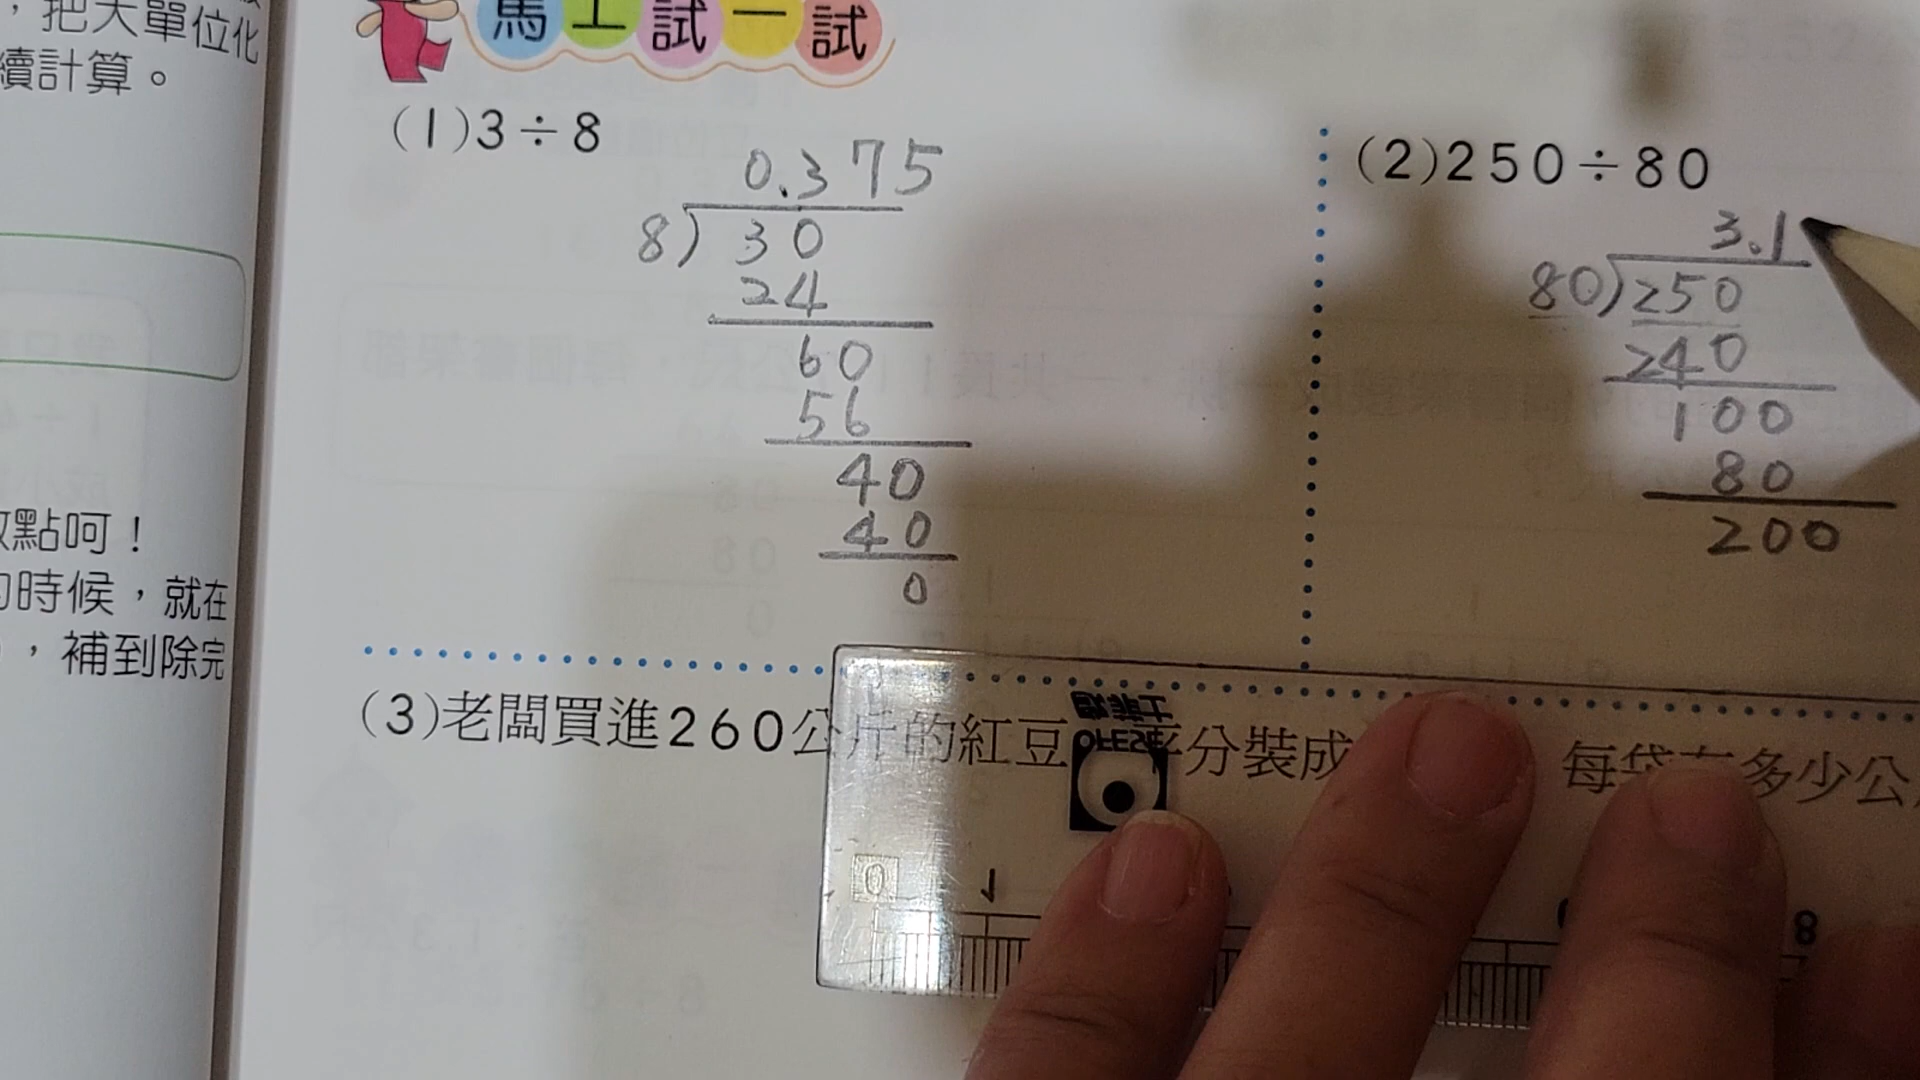 ，把大單位化
續計算。
點呵！
的時候，就在
，補到除完
馬上試一試
(1)3÷8
0.375
8)30
24
60
56
40
40
0
(2)250÷80
3.1
80)250
240
100
80
200
(3)老闆買進260公斤的紅豆 平分裝成 每袋有多少公
0 1 8